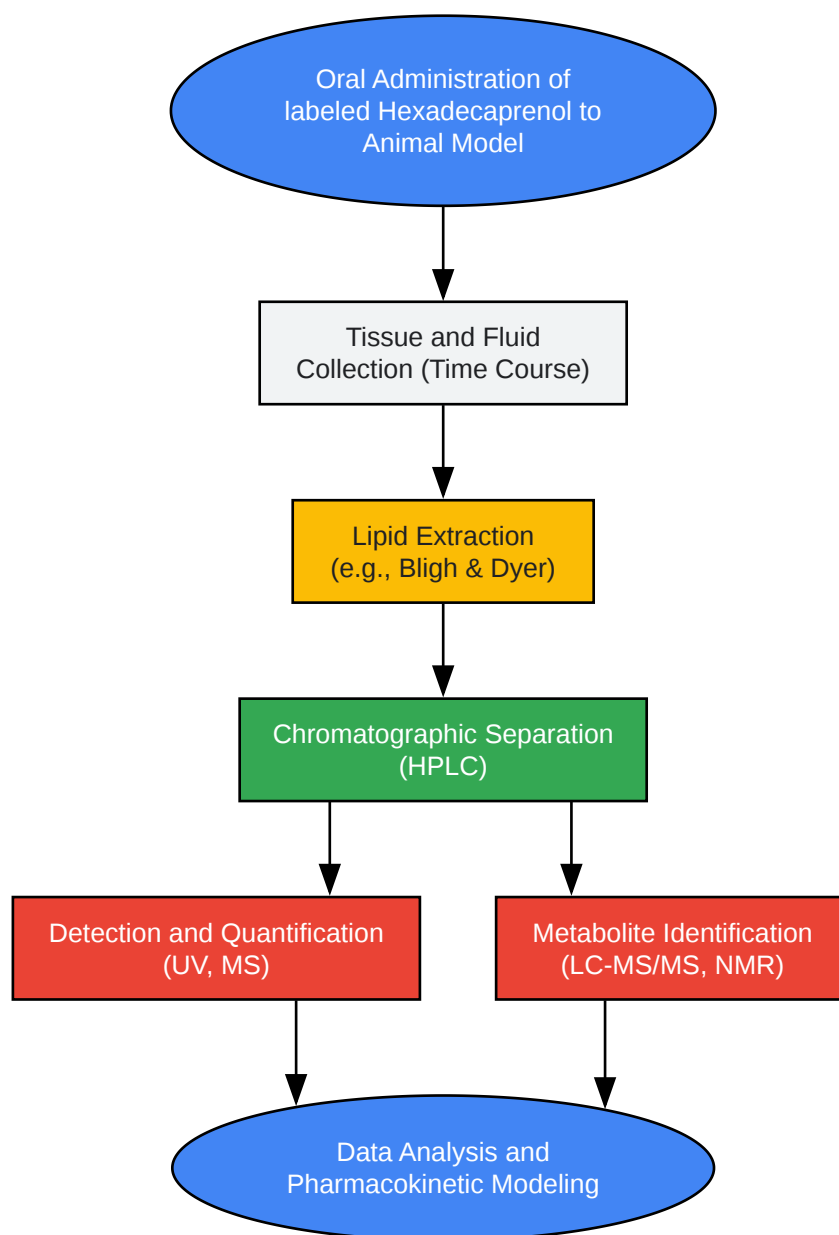 Oral Administration of
labeled Hexadecaprenol to
Animal Model
Tissue and Fluid
Collection (Time Course)
Lipid Extraction
(e.g., Bligh & Dyer)
Chromatographic Separation
(HPLC)
Detection and Quantification
(UV, MS)
Metabolite Identification
(LC-MS/MS, NMR)
Data Analysis and
Pharmacokinetic Modeling